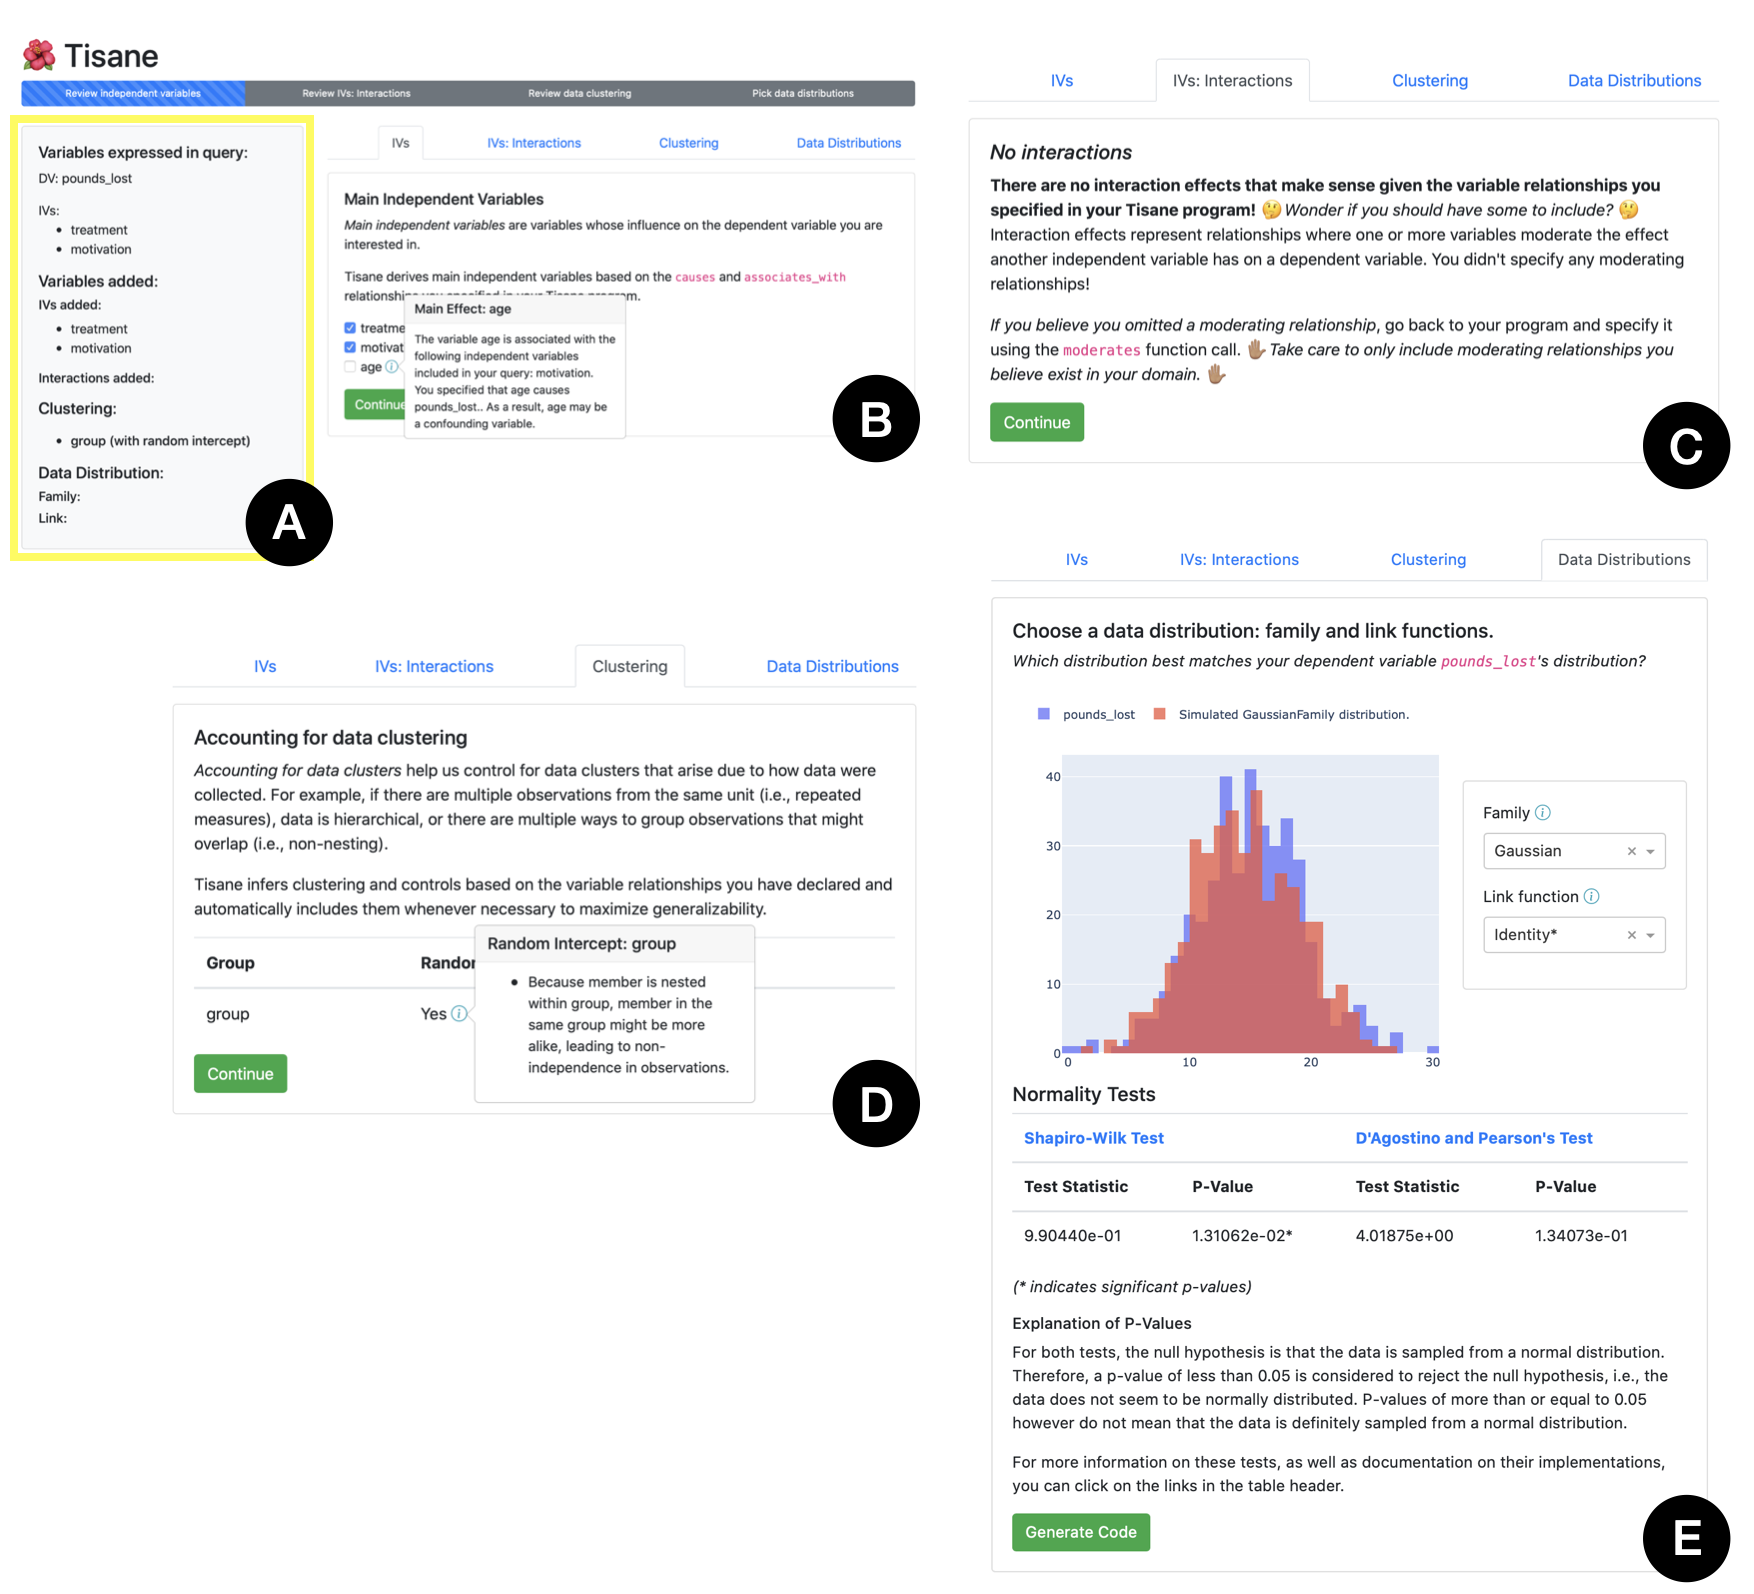 Tisane
Review independent variables
Review IVs: Interactions
Review data clustering
Pick data distributions
Variables expressed in query:
DV: pounds_lost
IVs:
• treatment
• motivation
Variables added:
IVs added:
• treatment
• motivation
Interactions added:
Clustering:
• group (with random intercept)
Data Distribution:
Family:
Link:
A
IVs
IVs: Interactions
Clustering
Data Distributions
Main Independent Variables
Main independent variables are variables whose influence on the dependent variable you are
interested in.
Tisane derives main independent variables based on the causes and associates_with
relationships you specified in your Tisane program.
treatme
motivat
age
Continue
Main Effect: age
The variable age is associated with the
following independent variables
included in your query: motivation.
You specified that age causes
pounds_lost.. As a result, age may be
a confounding variable.
B
IVs
IVs: Interactions
Clustering
Data Distributions
No interactions
There are no interaction effects that make sense given the variable relationships you
specified in your Tisane program! 🤔 Wonder if you should have some to include? 🤔
Interaction effects represent relationships where one or more variables moderate the effect
another independent variable has on a dependent variable. You didn't specify any moderating
relationships!
If you believe you omitted a moderating relationship, go back to your program and specify it
using the moderates function call. ✋🏽 Take care to only include moderating relationships you
believe exist in your domain. ✋🏽
Continue
C
IVs
IVs: Interactions
Clustering
Data Distributions
Accounting for data clustering
Accounting for data clusters help us control for data clusters that arise due to how data were
collected. For example, if there are multiple observations from the same unit (i.e., repeated
measures), data is hierarchical, or there are multiple ways to group observations that might
overlap (i.e., non-nesting).
Tisane infers clustering and controls based on the variable relationships you have declared and
automatically includes them whenever necessary to maximize generalizability.
Group
Randor
group
Yes
Continue
Random Intercept: group
• Because member is nested
within group, member in the
same group might be more
alike, leading to non-
independence in observations.
D
IVs
IVs: Interactions
Clustering
Data Distributions
Choose a data distribution: family and link functions.
Which distribution best matches your dependent variable pounds_lost's distribution?
pounds_lost
Simulated GaussianFamily distribution.
40
30
20
10
0
0
10
20
30
Family
Gaussian
Link function
Identity*
Normality Tests
Shapiro-Wilk Test
D'Agostino and Pearson's Test
Test Statistic
P-Value
Test Statistic
P-Value
9.90440e-01
1.31062e-02*
4.01875e+00
1.34073e-01
(* indicates significant p-values)
Explanation of P-Values
For both tests, the null hypothesis is that the data is sampled from a normal distribution.
Therefore, a p-value of less than 0.05 is considered to reject the null hypothesis, i.e., the
data does not seem to be normally distributed. P-values of more than or equal to 0.05
however do not mean that the data is definitely sampled from a normal distribution.
For more information on these tests, as well as documentation on their implementations,
you can click on the links in the table header.
Generate Code
E